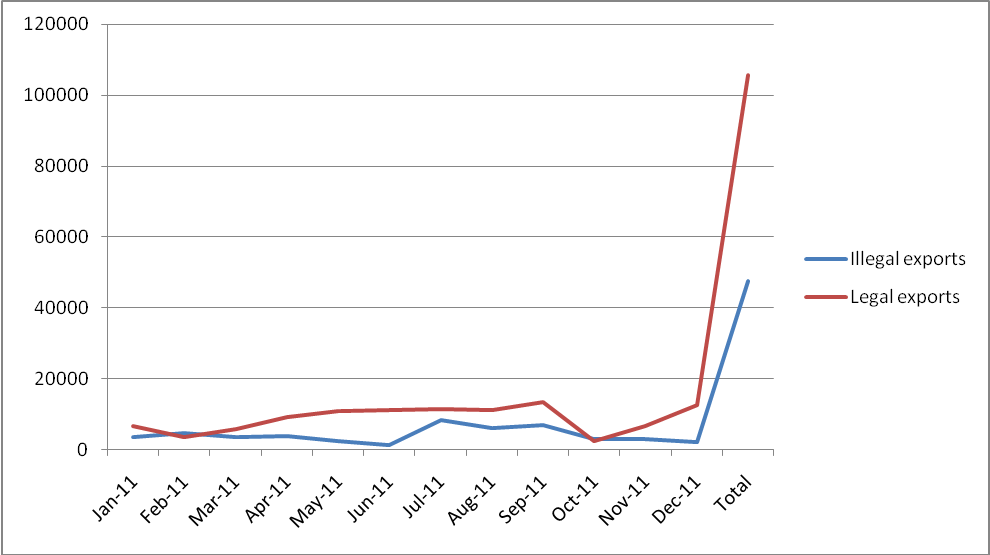 120000
100000
80000
60000
40000
20000
0
Jan-11
Feb-11
Mar-11
Apr-11
May-11
Jun-11
Jul-11
Aug-11
Sep-11
Oct-11
Nov-11
Dec-11
Total
Illegal exports
Legal exports